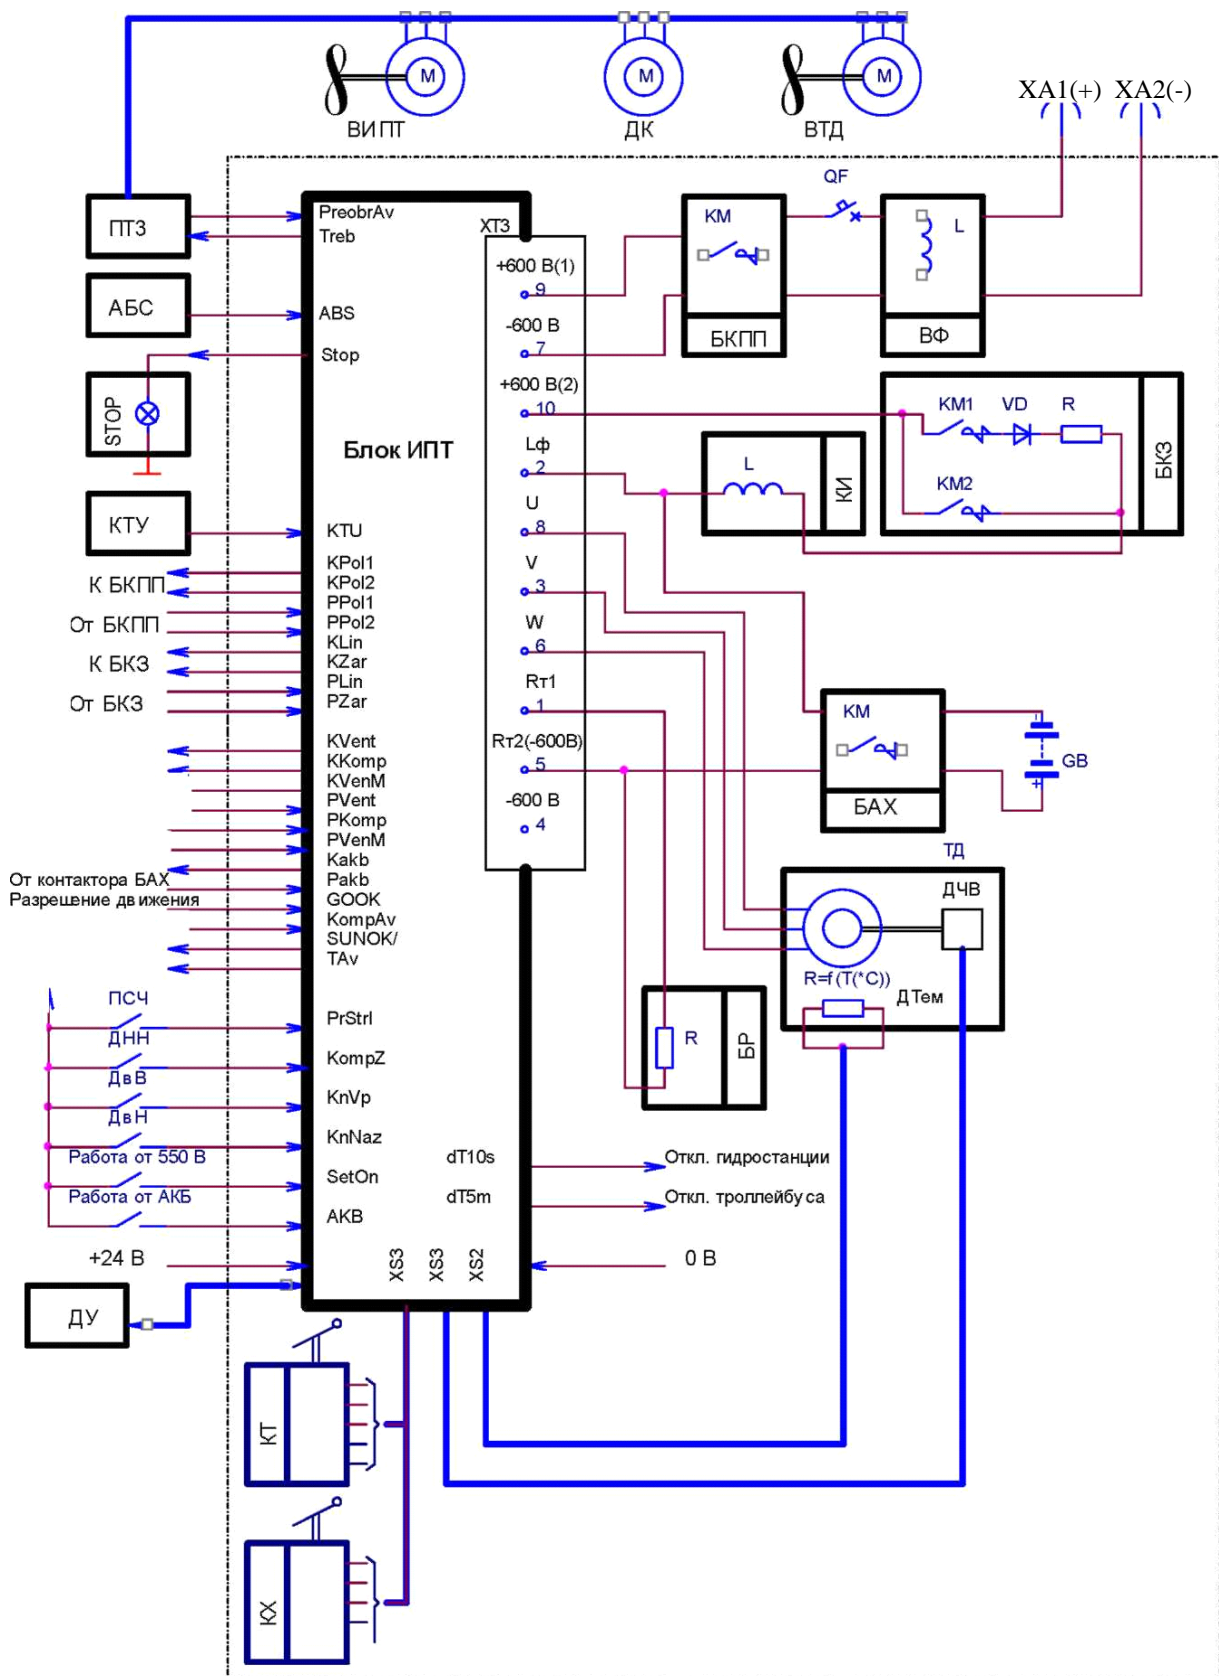 M
M
M
ВИПТ
ДК
ВТД
XA1(+) XA2(-)
QF
ПТЗ
PreobrAv
Treb
XT3
KM
L
+600 В(1)
9
АБС
ABS
-600 В
7
БКПП
ВФ
Stop
+600 В(2)
10
STOP
Блок ИПТ
KM1 VD R
KM2
БКЗ
Lф
2
L
КИ
КТУ
KTU
U
8
К БКПП
KPol1
KPol2
V
3
От БКПП
PPol1
PPol2
W
6
К БКЗ
KLin
KZar
От БКЗ
PLin
PZar
Rт1
1
KVent
KKomp
KVenM
Rт2(-600В)
5
KM
GB
+
PVent
PKomp
PVenM
-600 В
4
БАХ
Kakb
ТД
От контактора БАХ
Pakb
Разрешение движения
GOOK
ДЧВ
KompAv
SUNOK/
TAv
R=f(T(*C))
ДТем
ПСЧ
PrStrl
R
БР
ДНН
KompZ
ДвВ
KnVp
ДвН
KnNaz
Работа от 550 В
SetOn
dT10s
Откл. гидростанции
Работа от АКБ
AKB
dT5m
Откл. троллейбуса
+24 В
XS3
XS3
XS2
0 В
ДУ
КТ
КХ